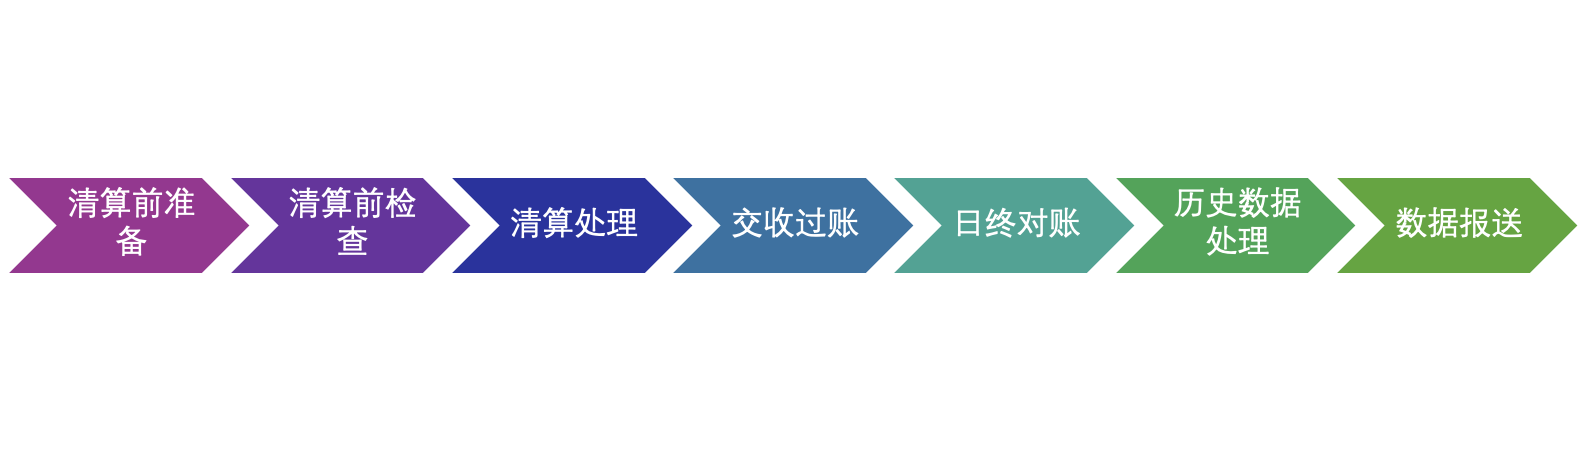 清算前准
备
清算前检
查
清算处理
交收过账
日终对账
历史数据
处理
数据报送